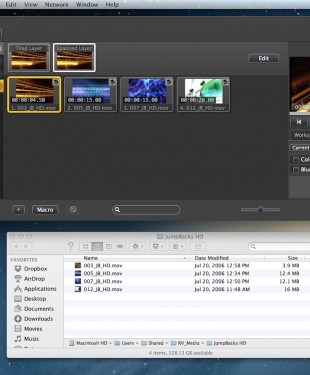 Edit View Network Window Help
Tiled Layer Spanned Layer
Edit
00:00:04.50 00:00:15.00 00:00:15.00 00:00:20.00
1. 003_JB_HD.mov 2. 005_JB_HD.mov 3. 007_JB_HD.mov 4. 012_JB_HD.mov
Works
Current
Colo
Blur
+ Macro
JumpBacks HD
FAVORITES Name Date Modified Size
Dropbox 003_JB_HD.mov Jul 20, 2006 12:58 PM 3.9 MB
AirDrop 005_JB_HD.mov Jul 20, 2006 12:34 PM 12.4 MB
Applications 007_JB_HD.mov Jul 20, 2006 12:50 PM 12.1 MB
Desktop 012_JB_HD.mov Jul 20, 2006 11:48 AM 16 MB
Documents
Downloads
Movies
Music Macintosh HD Users Shared RV_Media JumpBacks HD
4 items, 528.13 GB available